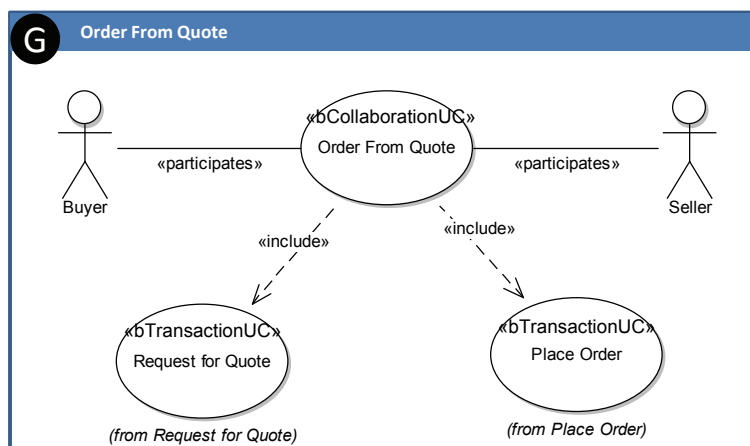 G
Order From Quote
«bCollaborationUC»
Order From Quote
«participates»
«participates»
Buyer
Seller
«include»
«include»
«bTransactionUC»
Request for Quote
«bTransactionUC»
Place Order
(from Request for Quote)
(from Place Order)